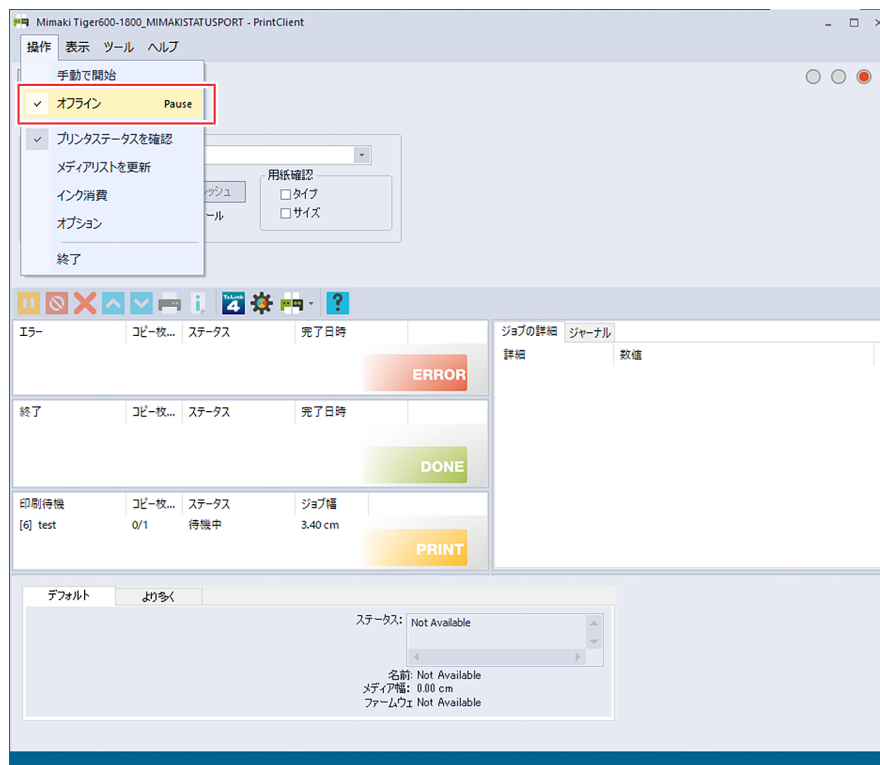 Mimaki Tiger600-1800_MIMAKISTATUSPORT - PrintClient
操作 表示 ツール ヘルプ
手動で開始
オフライン Pause
プリンタステータスを確認
メディアリストを更新
インク消費
オプション
終了
ッシュ
ール
用紙確認
タイプ
サイズ
ToLink
4
?
エラー コピー枚... ステータス 完了日時
ERROR
終了 コピー枚... ステータス 完了日時
DONE
印刷待機 コピー枚... ステータス ジョブ幅
[6] test 0/1 待機中 3.40 cm
PRINT
ジョブの詳細 ジャーナル
詳細 数値
デフォルト より多く
ステータス: Not Available
名前: Not Available
メディア幅: 0.00 cm
ファームウェ Not Available